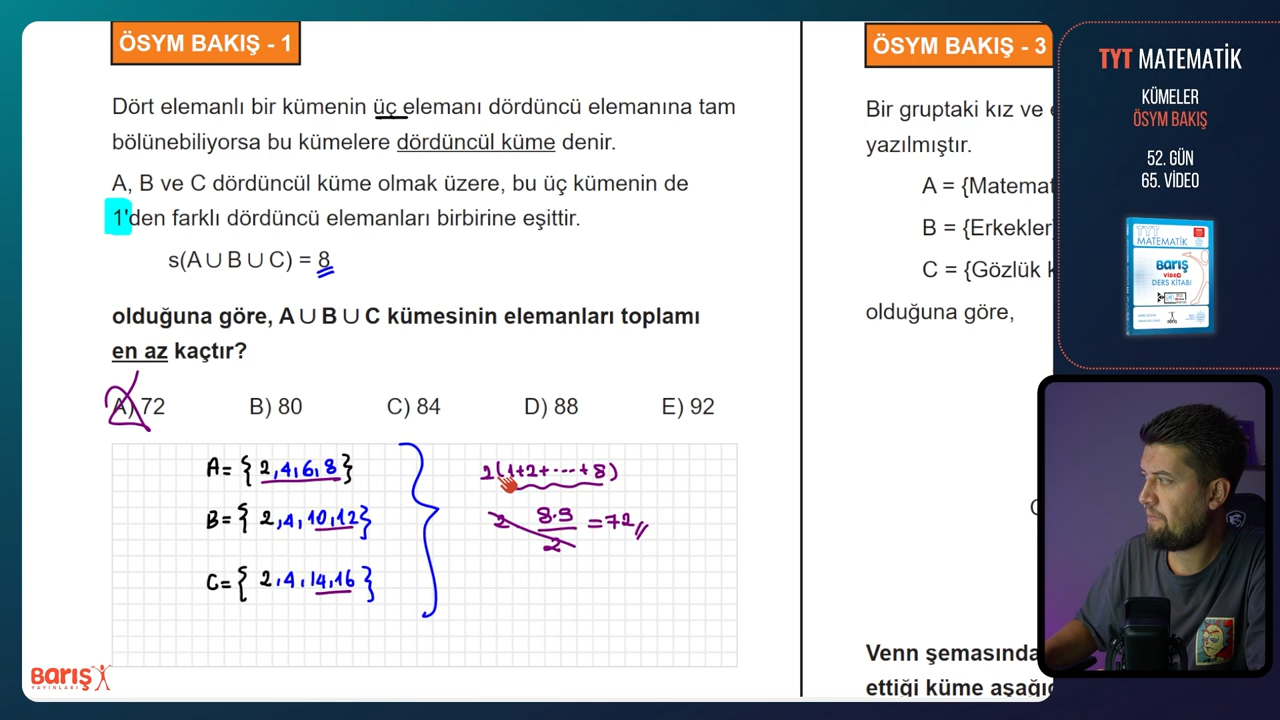 ÖSYM BAKIŞ - 1
Dört elemanlı bir kümenin üç elemanı dördüncü elemanına tam
bölünebiliyorsa bu kümelere dördüncül küme denir.
A, B ve C dördüncül küme olmak üzere, bu üç kümenin de
1'den farklı dördüncü elemanları birbirine eşittir.
s(A ∪ B ∪ C) = 8
olduğuna göre, A ∪ B ∪ C kümesinin elemanları toplamı
en az kaçtır?
A) 72 B) 80 C) 84 D) 88 E) 92
A = { 2,4,6,8 }
B = { 2,4,10,12 }
C = { 2,4,14,16 }
2(1+2+...+8)
2 8.9/2 = 72//
BARIŞ
YAYINLARI
ÖSYM BAKIŞ - 3
Bir gruptaki kız ve
yazılmıştır.
A = {Matema
B = {Erkekler
C = {Gözlük
olduğuna göre,
Venn şemasında
ettiği küme aşağıd
TYT MATEMATİK
KÜMELER
ÖSYM BAKIŞ
52. GÜN
65. VİDEO
TYT
MATEMATİK
BARIŞ
VİDEO
DERS KİTABI